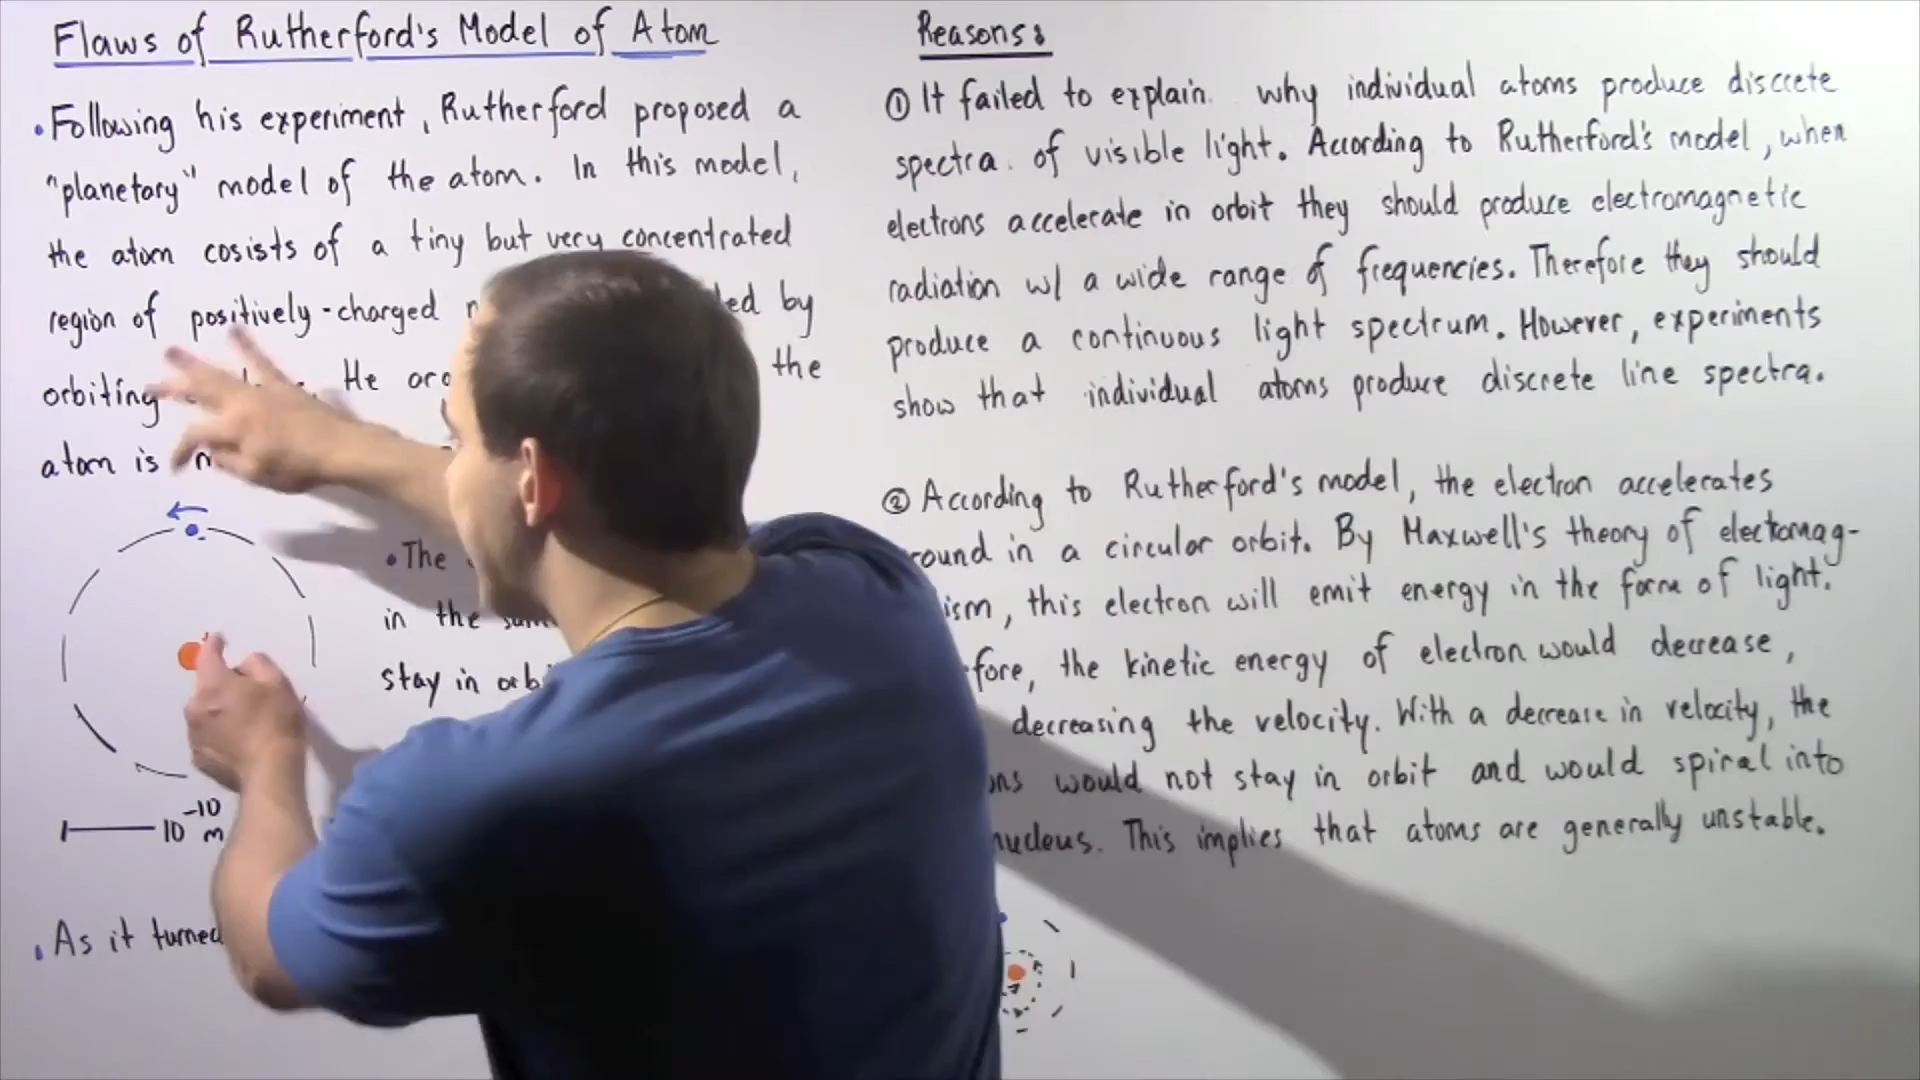 Flaws of Rutherford's Model of Atom
• Following his experiment, Rutherford proposed a
"planetary" model of the atom. In this model,
the atom cosists of a tiny but very concentrated
region of positively-charged by
orbiting He the
atom is
• The
in the
stay in
10⁻¹⁰ m
• As it turned
Reasons:
① It failed to explain why individual atoms produce discrete
spectra. of visible light. According to Rutherford's model, when
electrons accelerate in orbit they should produce electromagnetic
radiation w/ a wide range of frequencies. Therefore they should
produce a continuous light spectrum. However, experiments
show that individual atoms produce discrete line spectra.
② According to Rutherford's model, the electron accelerates
round in a circular orbit. By Maxwell's theory of electomag-
ism, this electron will emit energy in the form of light.
fore, the kinetic energy of electron would decrease,
decreasing the velocity. With a decrease in velocity, the
ons would not stay in orbit and would spiral into
nucleus. This implies that atoms are generally unstable.